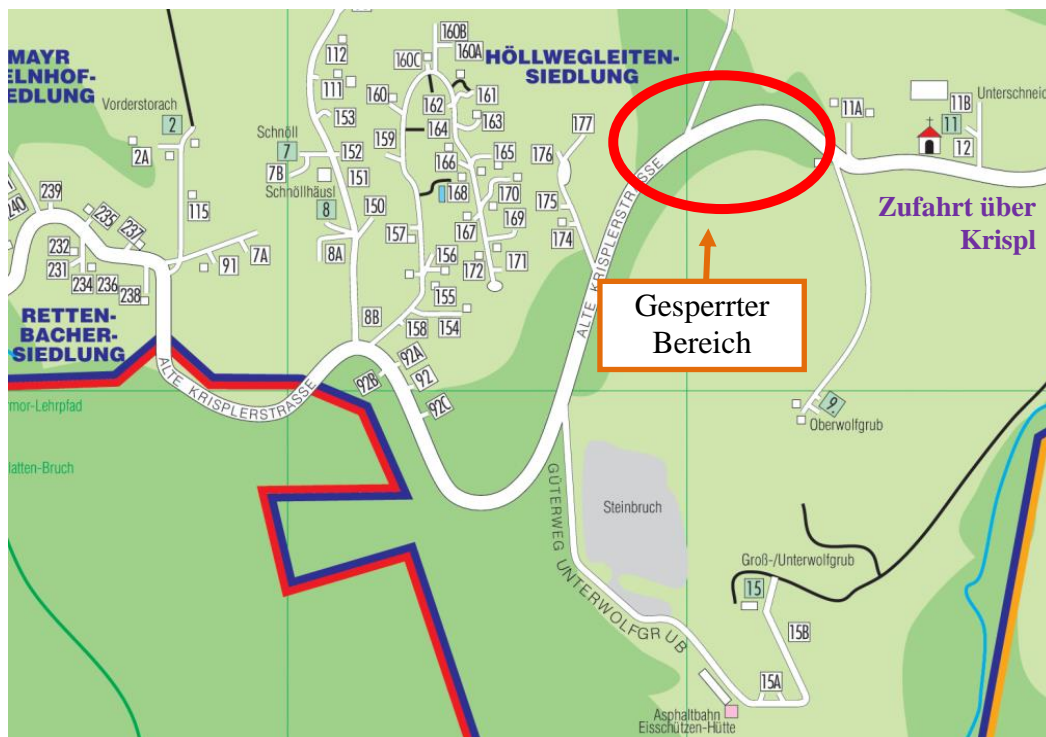 MAYR
ELNHOF-
EDLUNG
Vorderstorach
2
2A
115
239
240
235
237
232
231
234
236
238
91
7A
RETTEN-
BACHER-
SIEDLUNG
ALTE KRISPLERSTRASSE
112
111
153
Schnöll
7
7B
152
Schnöllhäusl
151
8
150
8A
8B
160B
160A
160C
HÖLLWEGLEITEN-
SIEDLUNG
160
162
161
164
163
159
166
165
168
170
169
167
157
156
172
171
155
158
154
177
176
175
174
92A
92B
92
92C
ALTE KRISPLERSTRASSE
11A
11B
Unterschneid
11
12
Zufahrt über
Krispl
Gesperrter
Bereich
9
Oberwolfgrub
rmor-Lehrpfad
latten-Bruch
GÜTERWEG UNTERWOLFGRUB
Steinbruch
Groß-/Unterwolfgrub
15
15B
15A
Asphaltbahn
Eisschützen-Hütte